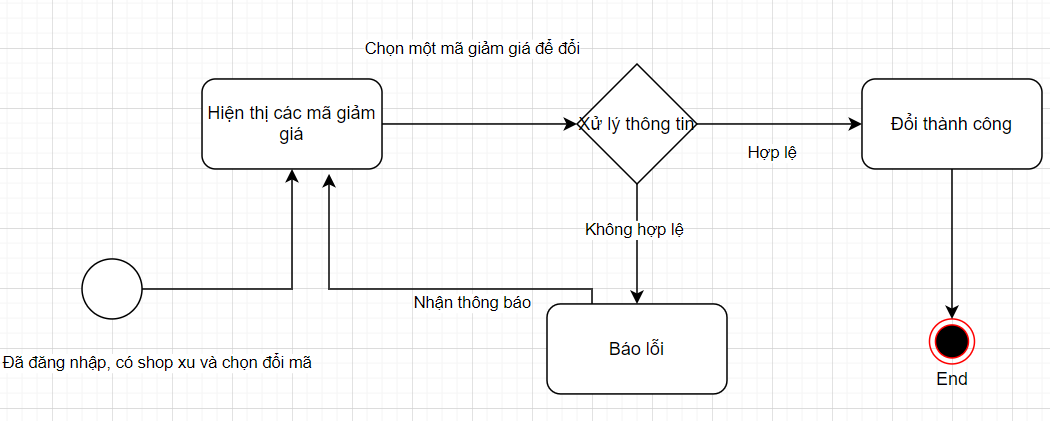 Chọn một mã giảm giá để đổi
Hiện thị các mã giảm
giá
Xử lý thông tin
Đổi thành công
Hợp lệ
Không hợp lệ
Nhận thông báo
Báo lỗi
Đã đăng nhập, có shop xu và chọn đổi mã
End